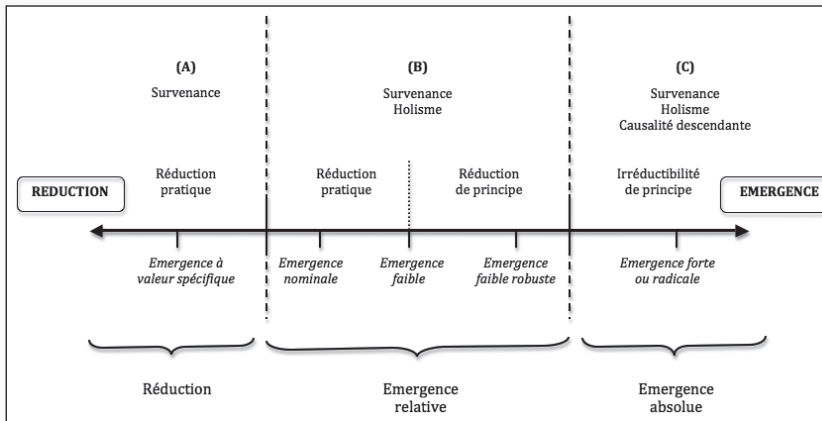 (A)
(B)
(C)
Survenance
Survenance
Holisme
Survenance
Holisme
Causalité descendante
REDUCTION
Réduction
pratique
Réduction
pratique
Réduction
de principe
Irréductibilité
de principe
EMERGENCE
Emergence à
valeur spécifique
Emergence
nominale
Emergence
faible
Emergence
faible robuste
Emergence forte
ou radicale
Réduction
Emergence
relative
Emergence
absolue